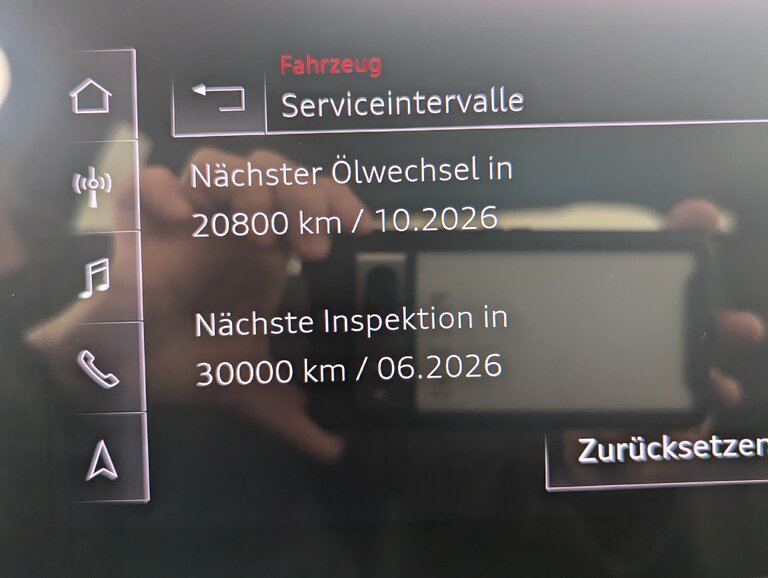 Fahrzeug
Serviceintervalle
Nächster Ölwechsel in
20800 km / 10.2026
Nächste Inspektion in
30000 km / 06.2026
Zurücksetzen